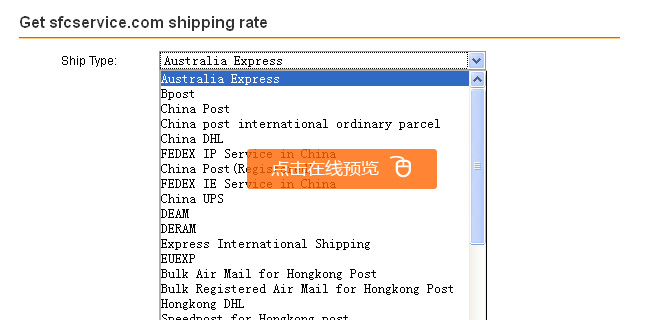 Get sfcservice.com shipping rate
Ship Type:
Australia Express
Australia Express
Bpost
China Post
China post international ordinary parcel
China DHL
FEDEX IP Service in China
点击在线预览
China Post(Registered)
FEDEX IE Service in China
China UPS
DEAM
DERAM
Express International Shipping
EUEXP
Bulk Air Mail for Hongkong Post
Bulk Registered Air Mail for Hongkong Post
Hongkong DHL
Speedpost for Hongkong post